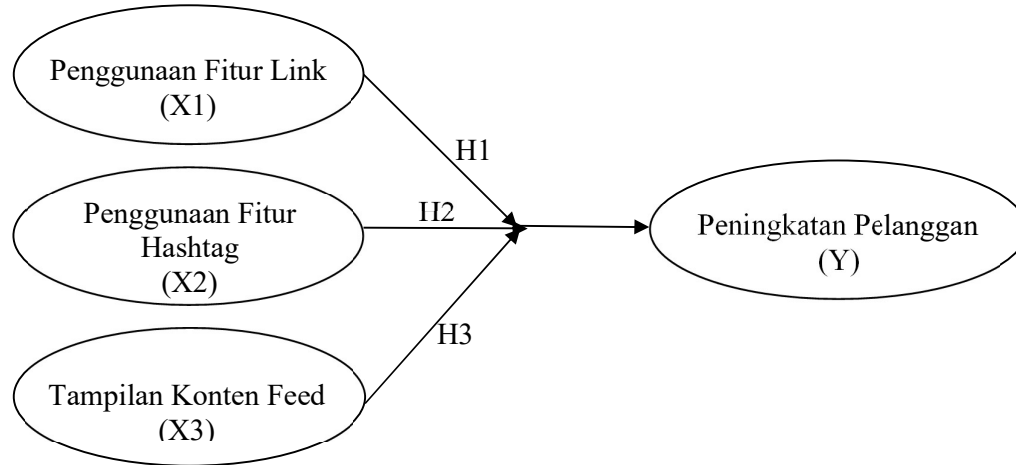 Penggunaan Fitur Link
(X1)
H1
Penggunaan Fitur
Hashtag
(X2)
H2
Peningkatan Pelanggan
(Y)
H3
Tampilan Konten Feed
(X3)